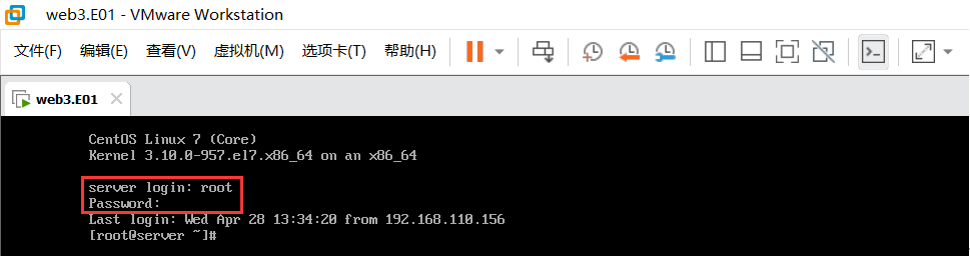 web3.E01 - VMware Workstation
文件(F) 编辑(E) 查看(V) 虚拟机(M) 选项卡(T) 帮助(H)
web3.E01
CentOS Linux 7 (Core)
Kernel 3.10.0-957.el7.x86_64 on an x86_64
server login: root
Password:
Last login: Wed Apr 28 13:34:20 from 192.168.110.156
[root@server ~]#